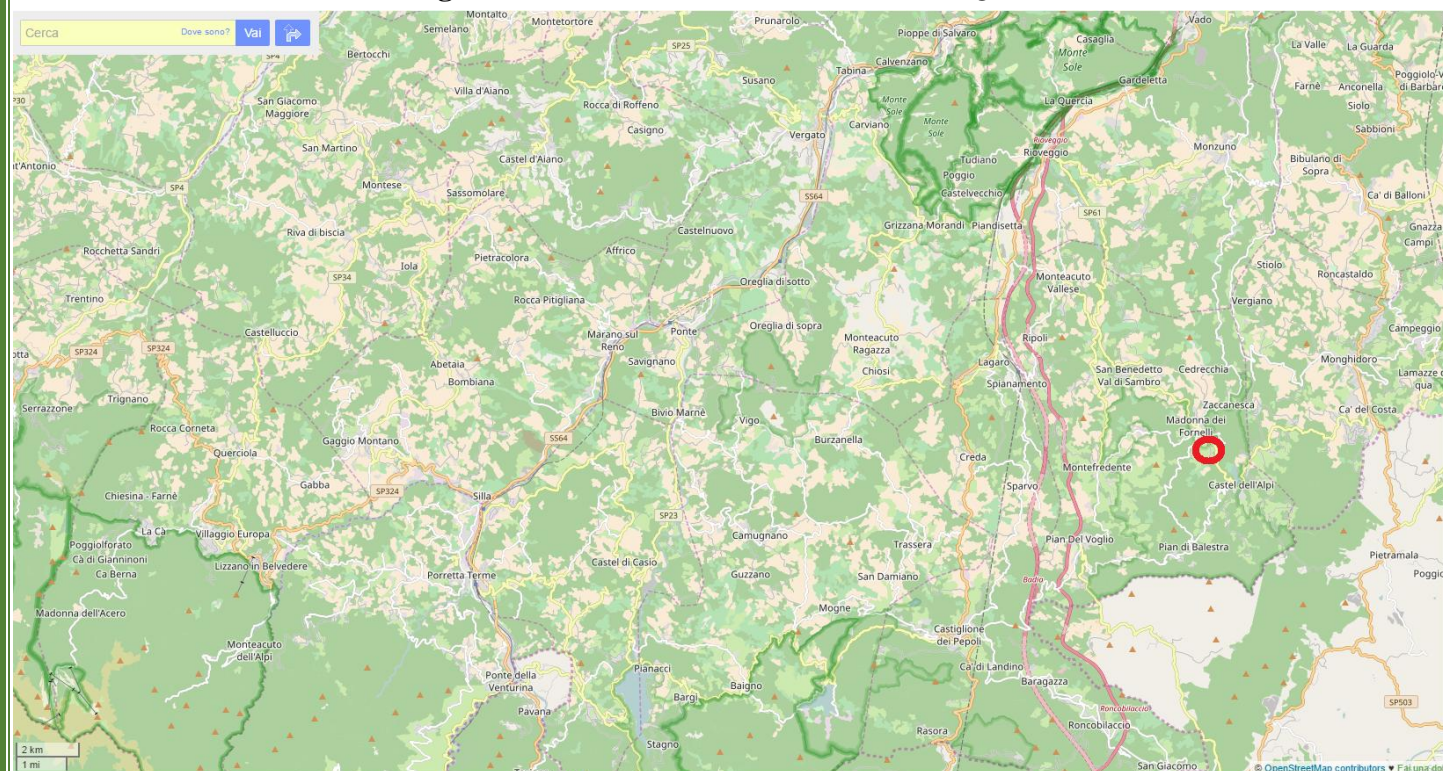 Cerca Dove sono? Vai
Montalto
Semelano
Montetortore
Prunarolo
Pioppe di Salvaro
Vado
SP4
Bertocchi
SP25
Calvenzano
Casaglia
Monte
Sole
La Valle
La Guarda
Tabina
Susano
Gardeletta
Villa d'Aiano
Farnè
Anconella
San Giacomo
Maggiore
Rocca di Roffeno
Monte
Sole
La Quercia
Siolo
Casigno
Vergato
Carviano
Monte
Sole
Sabbioni
San Martino
Rioveggio
Rioveggio
Monzuno
Castel d'Aiano
Tudiano
Bibulano di
Sopra
SP4
Montese
Sassomolare
Poggio
Castelvecchio
SS64
Ca' di Balloni
SP61
Riva di biscia
Castelnuovo
Grizzana Morandi
Piandisetta
Rocchetta Sandri
Affrico
Pietracolora
Iola
SP34
Stiolo
Roncastaldo
Oreglia di sotto
Monteacuto
Vallese
Trentino
Rocca Pitigliana
Vergiano
Castelluccio
Marano sul
Reno
Ponte
Oreglia di sopra
Monteacuto
Ragazza
Ripoli
Campeggio
SP324
SP324
Savignano
Lagaro
Monghidoro
Abetaia
Chiosi
San Benedetto
Val di Sambro
Cedrecchia
Bombiana
Spianamento
Trignano
Serrazzone
Zaccanesca
Ca' del Costa
Bivio Marnè
Vigo
Madonna dei
Fornelli
Rocca Corneta
Gaggio Montano
SS64
Burzanella
Querciola
Creda
Montefredente
Gabba
SP324
Silla
Sparvo
Castel dell'Alpi
Chiesina - Farnè
SP23
La Cà
Villaggio Europa
Camugnano
Trassera
Pian Del Voglio
Pian di Balestra
Poggiolforato
Pietramala
Cà di Gianninoni
Ca Berna
Lizzano in Belvedere
Castel di Casio
Porretta Terme
Guzzano
San Damiano
Badia
Madonna dell'Acero
Mogne
Castiglione
dei Pepoli
Monteacuto
dell'Alpi
Ponte della
Venturina
Pianacci
Ca' di Landino
Bargi
Baigno
Baragazza
SP503
Pavana
Roncobilaccio
Roncobilaccio
Rasora
Stagno
2 km
1 mi
San Giacomo
© OpenStreetMap contributors ♥